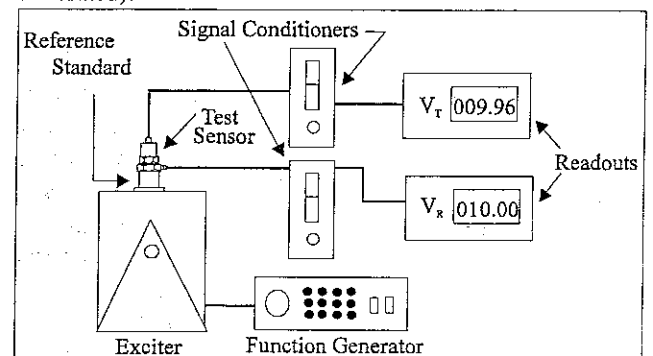 Signal Conditioners
Reference
Standard
Test
Sensor
V_T 009.96
Readouts
V_R 010.00
Exciter
Function Generator